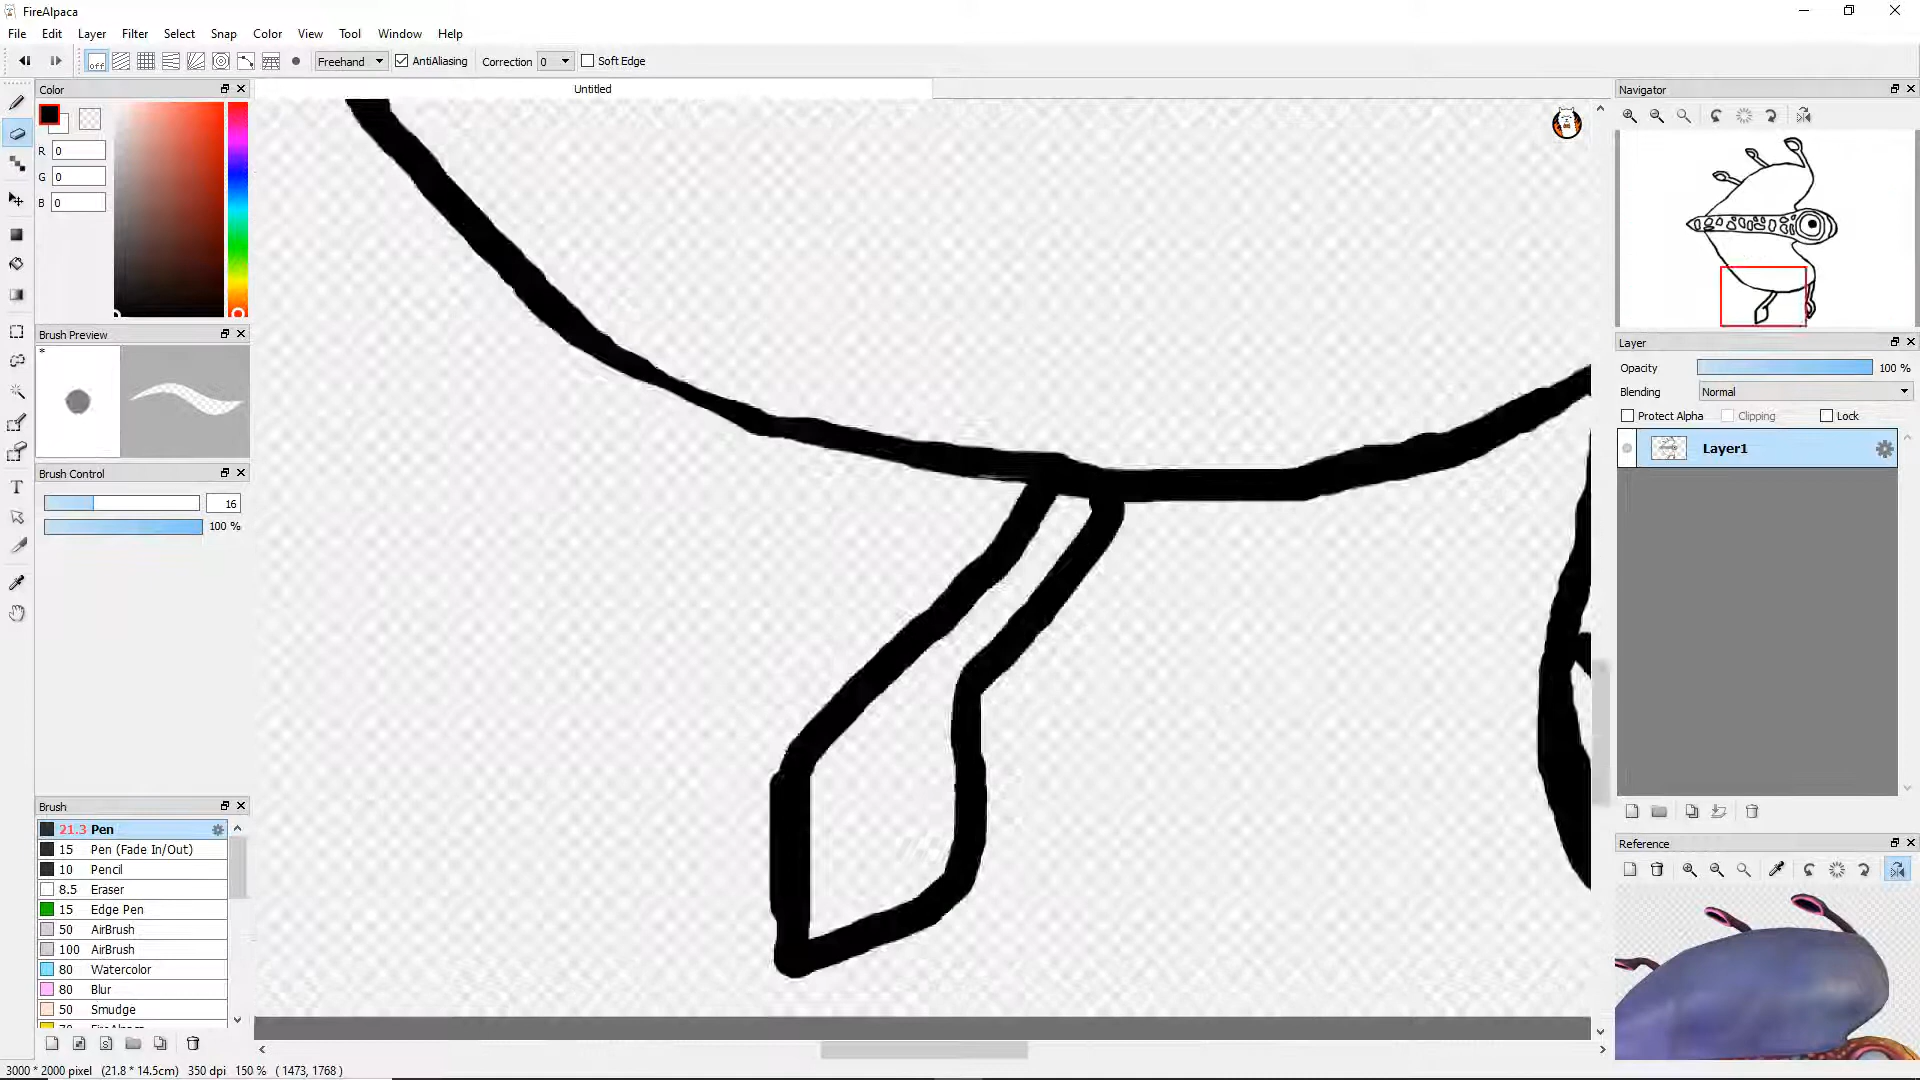 FireAlpaca
File Edit Layer Filter Select Snap Color View Tool Window Help
off Freehand AntiAliasing Correction 0 Soft Edge
Color
Untitled
Navigator
R 0
G 0
B 0
Brush Preview
*
Layer
Opacity 100 %
Blending Normal
Protect Alpha Clipping Lock
Layer1
Brush Control
16
100 %
T
Brush
21.3 Pen
15 Pen (Fade In/Out)
10 Pencil
8.5 Eraser
15 Edge Pen
50 AirBrush
100 AirBrush
80 Watercolor
80 Blur
50 Smudge
Reference
3000 * 2000 pixel (21.8 * 14.5cm) 350 dpi 150 % ( 1473, 1768 )